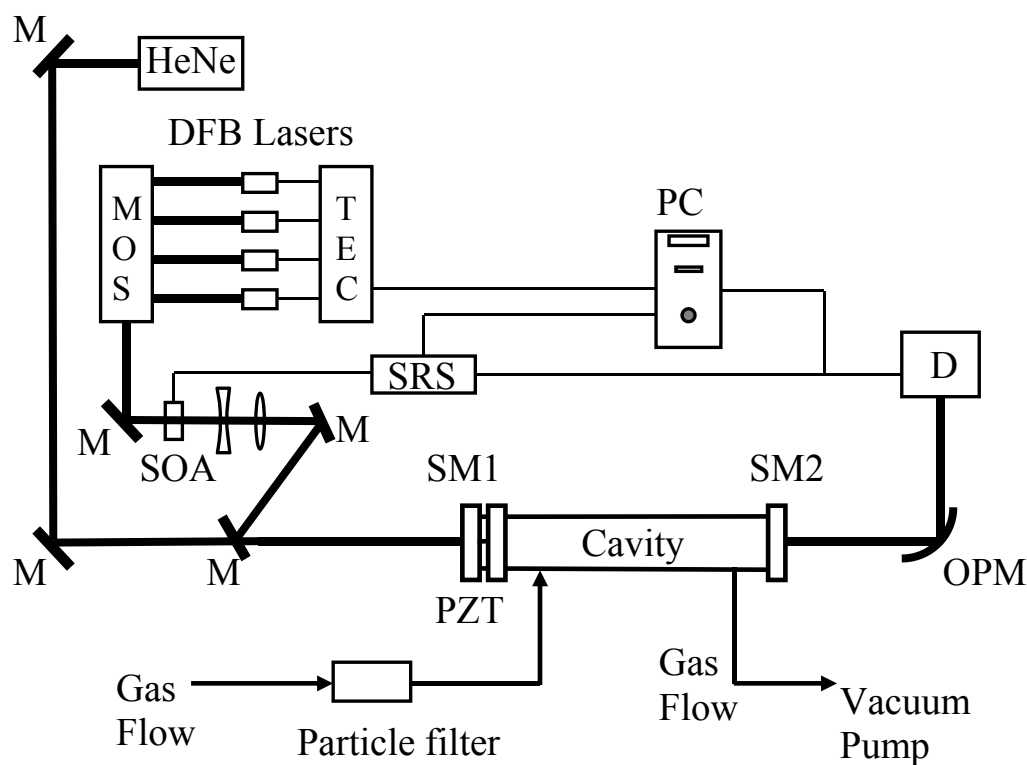 M
HeNe
DFB Lasers
M
O
S
T
E
C
PC
SRS
D
M
SOA
M
SM1
SM2
Cavity
M
M
PZT
OPM
Gas
Flow
Particle filter
Gas
Flow
Vacuum
Pump